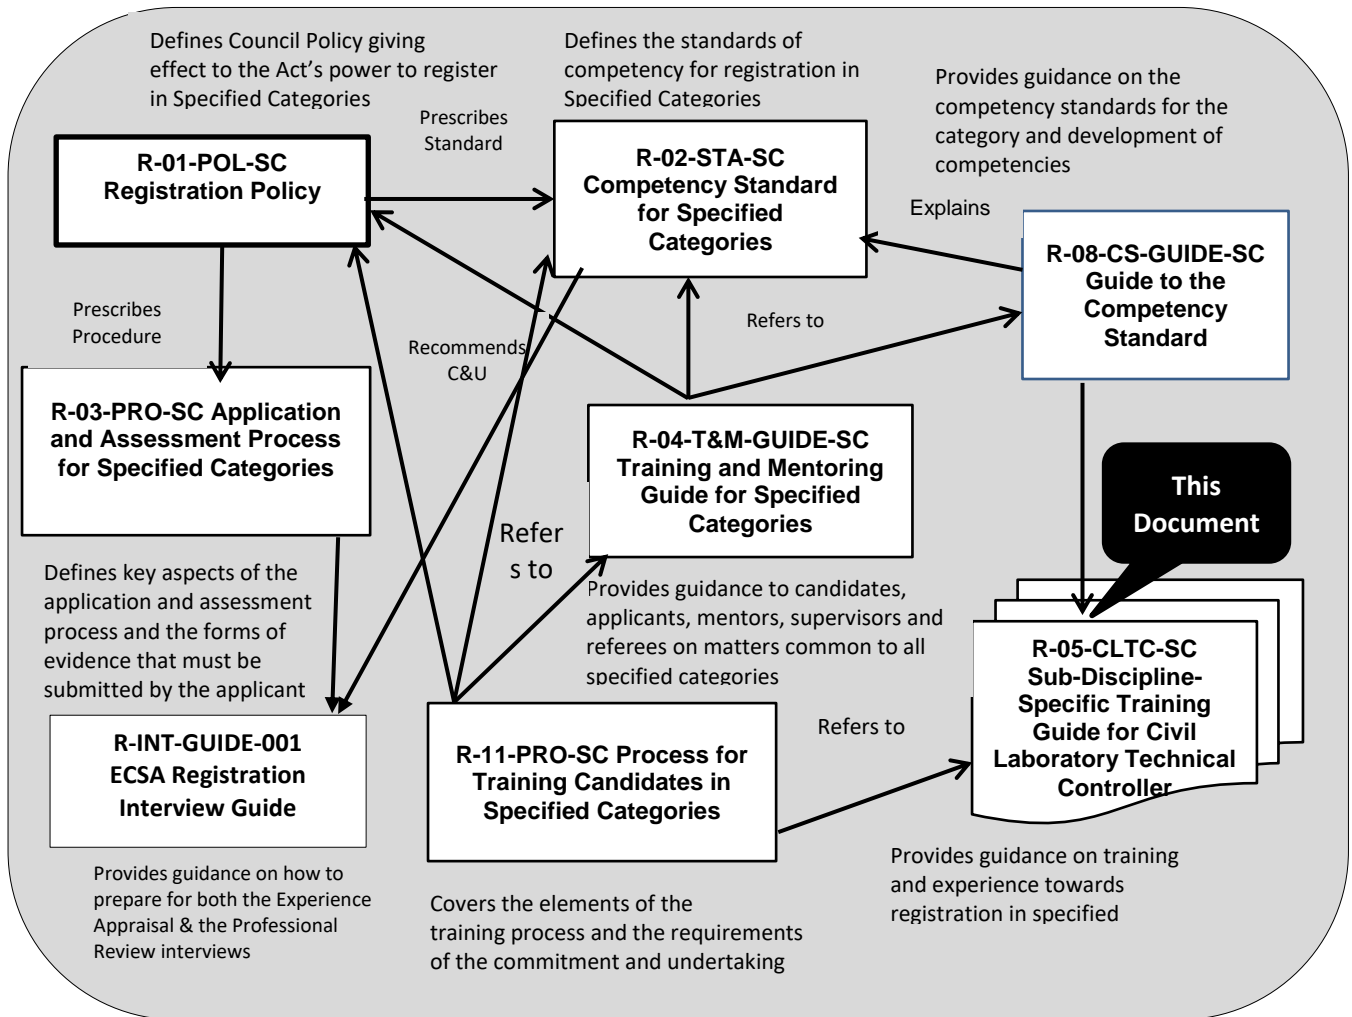 Defines Council Policy giving
effect to the Act's power to register
in Specified Categories
Defines the standards of
competency for registration in
Specified Categories
Provides guidance on the
competency standards for the
category and development of
competencies
Prescribes
Standard
R-01-POL-SC
Registration Policy
R-02-STA-SC
Competency Standard
for Specified
Categories
Explains
R-08-CS-GUIDE-SC
Guide to the
Competency
Standard
Prescribes
Procedure
Recommends
C&U
Refers to
R-03-PRO-SC Application
and Assessment Process
for Specified Categories
R-04-T&M-GUIDE-SC
Training and Mentoring
Guide for Specified
Categories
This
Document
Refer
s to
Defines key aspects of the
application and assessment
process and the forms of
evidence that must be
submitted by the applicant
Provides guidance to candidates,
applicants, mentors, supervisors and
referees on matters common to all
specified categories
R-05-CLTC-SC
Sub-Discipline-
Specific Training
Guide for Civil
Laboratory Technical
Controller
R-INT-GUIDE-001
ECSA Registration
Interview Guide
R-11-PRO-SC Process for
Training Candidates in
Specified Categories
Refers to
Provides guidance on how to
prepare for both the Experience
Appraisal & the Professional
Review interviews
Covers the elements of the
training process and the requirements
of the commitment and undertaking
Provides guidance on training
and experience towards
registration in specified